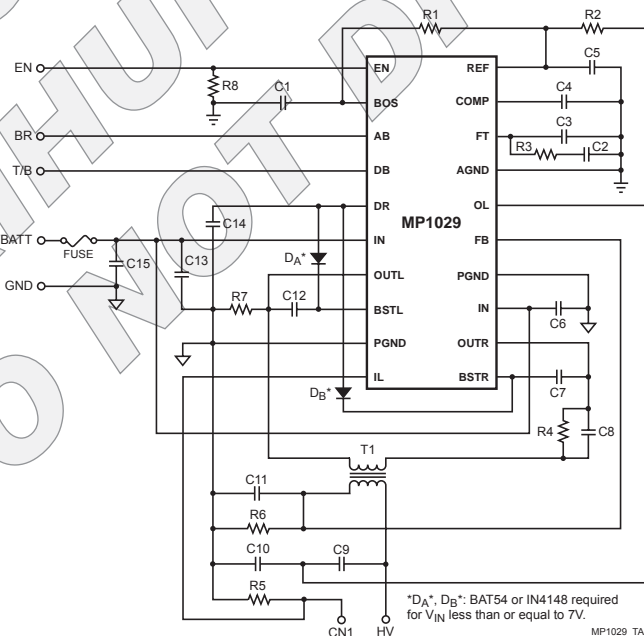 R1
R2
EN
EN
REF
C5
R8
C1
BOS
COMP
C4
C3
BR
AB
FT
R3
C2
T/B
DB
AGND
DR
OL
C14
MP1029
BATT
FUSE
IN
FB
C15
C13
DA*
OUTL
PGND
GND
R7
C12
BSTL
IN
C6
PGND
OUTR
DB*
IL
BSTR
C7
R4
C8
T1
C11
R6
C10
C9
R5
*DA*, DB*: BAT54 or IN4148 required
for VIN less than or equal to 7V.
CN1
HV
MP1029_TA